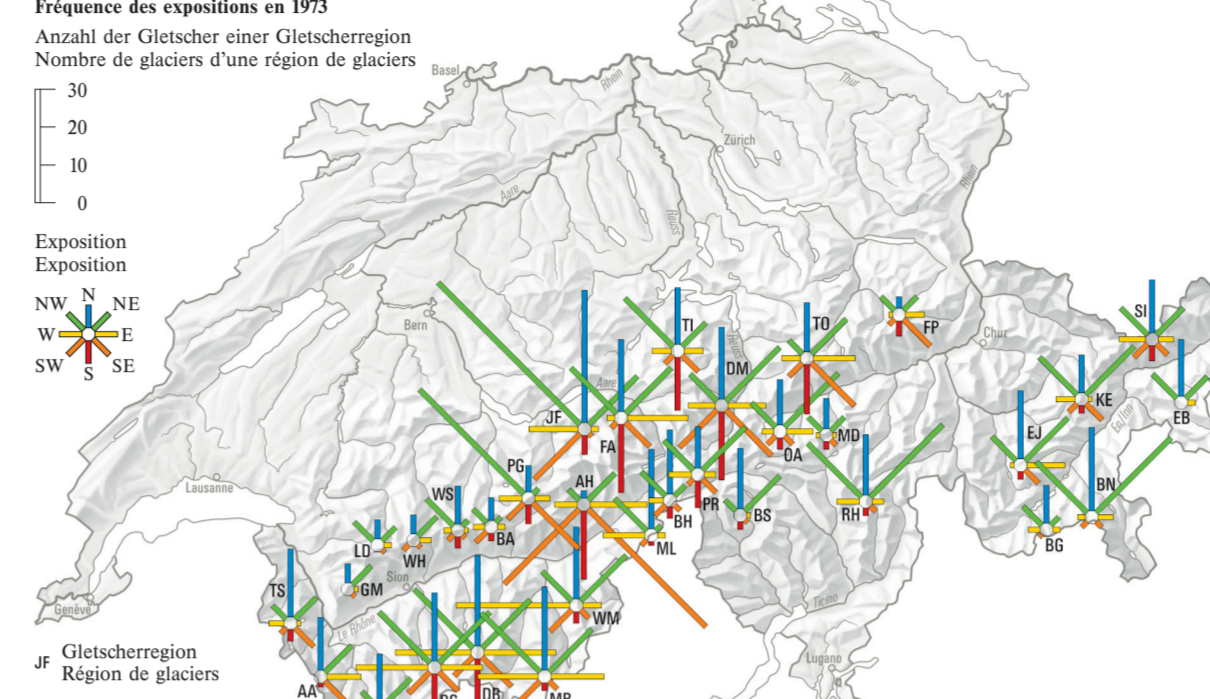 Fréquence des expositions en 1973
Anzahl der Gletscher einer Gletscherregion
Nombre de glaciers d'une région de glaciers
30
20
10
0
Exposition
Exposition
N
NW
NE
W
E
SW
SE
S
Basel
Rhein
Thur
Zürich
Rhein
Aare
Reuss
Bern
TI
TO
FP
Chur
SI
Reuss
DM
Aare
KE
EB
JF
FA
OA
MD
EJ
En/Inn
Lausanne
PG
AH
BN
WS
PR
BS
RH
BH
BA
LD
WH
ML
BG
TS
GM
Sion
Genève
Ticino
Le Rhône
WM
Lugano
JF
Gletscherregion
Région de glaciers
AA
DB